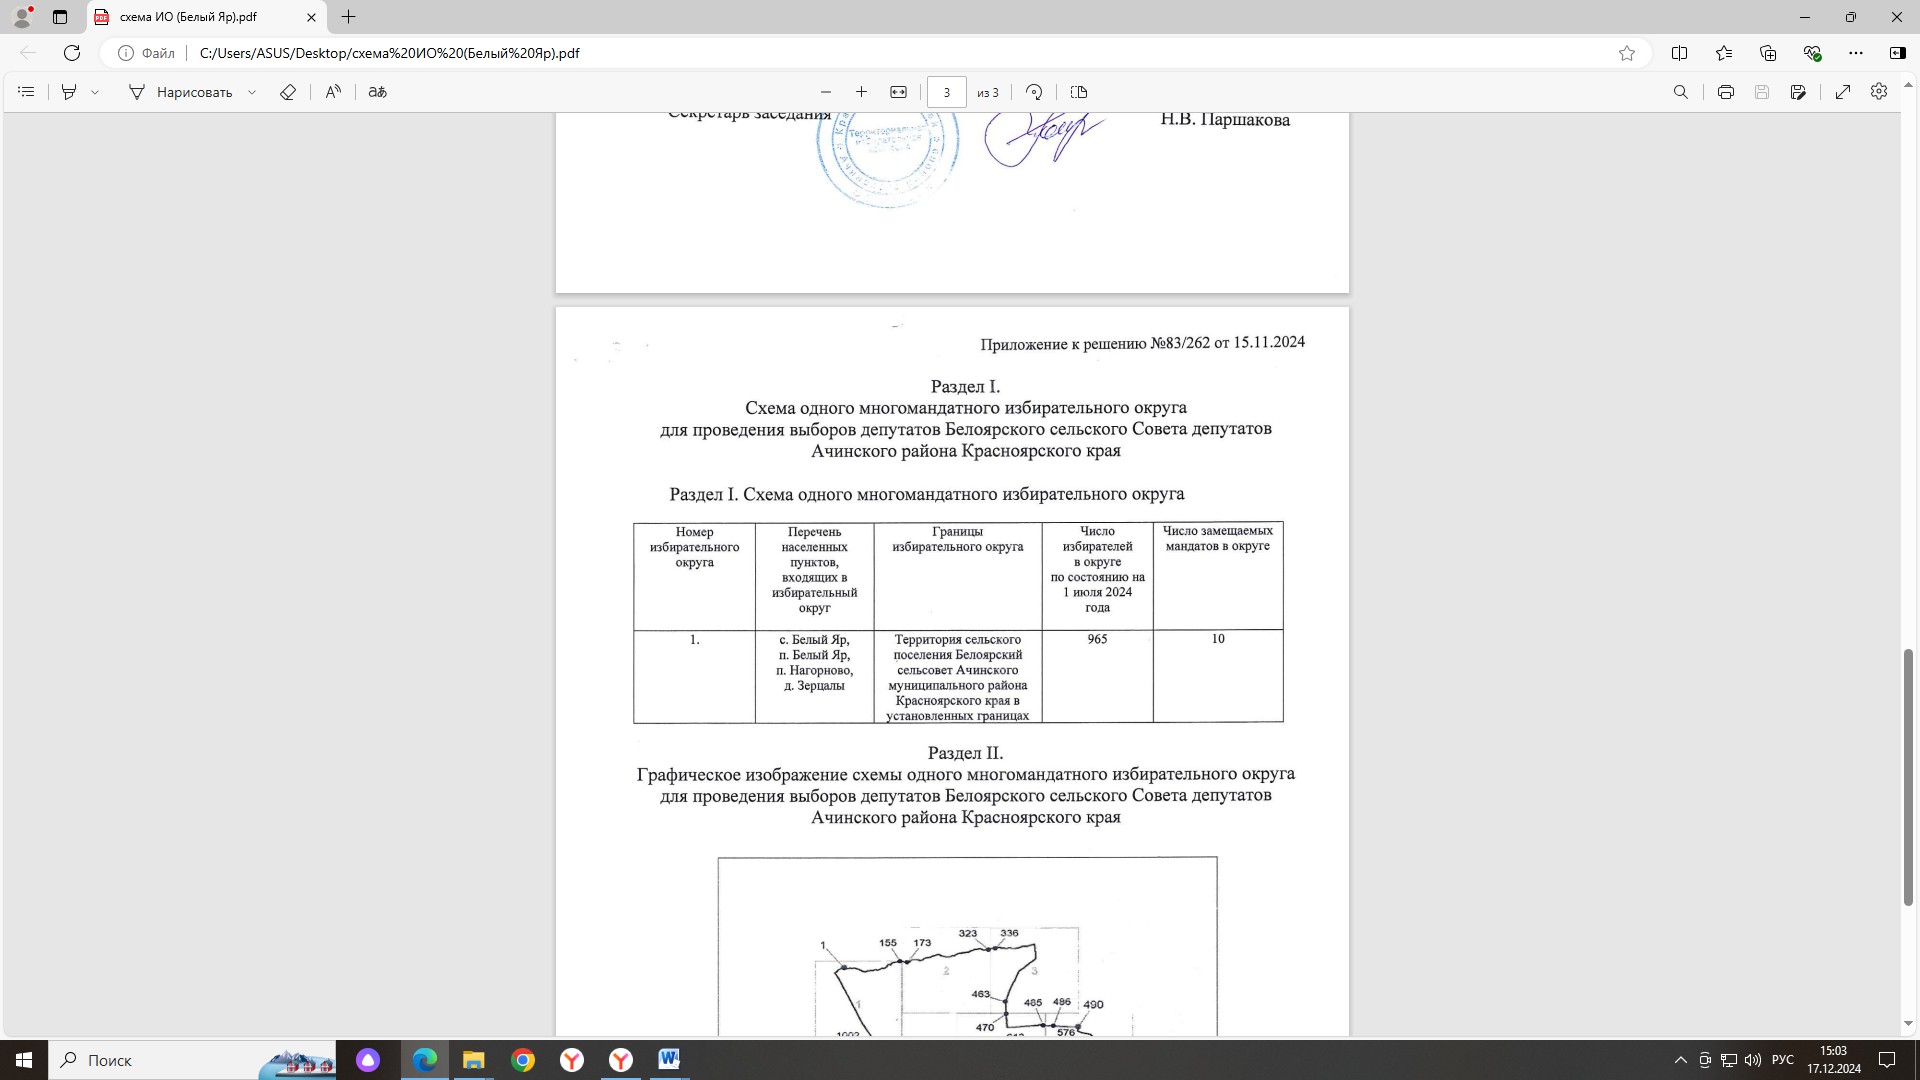 схема ИО (Белый Яр).pdf
Файл
C:/Users/ASUS/Desktop/схема%20ИО%20(Белый%20Яр).pdf
Нарисовать
3
из 3
Секретарь заседания
Н.В. Паршакова
Приложение к решению №83/262 от 15.11.2024
Раздел I.
Схема одного многомандатного избирательного округа
для проведения выборов депутатов Белоярского сельского Совета депутатов
Ачинского района Красноярского края
Раздел I. Схема одного многомандатного избирательного округа
Номер
избирательного
округа
Перечень
населенных
пунктов,
входящих в
избирательный
округ
Границы
избирательного округа
Число
избирателей
в округе
по состоянию на
1 июля 2024
года
Число замещаемых
мандатов в округе
1.
с. Белый Яр,
п. Белый Яр,
п. Нагорново,
д. Зерцалы
Территория сельского
поселения Белоярский
сельсовет Ачинского
муниципального района
Красноярского края в
установленных границах
965
10
Раздел II.
Графическое изображение схемы одного многомандатного избирательного округа
для проведения выборов депутатов Белоярского сельского Совета депутатов
Ачинского района Красноярского края
323
336
1
155
173
2
3
463
1
485
486
490
470
576
Поиск
РУС
15:03
17.12.2024